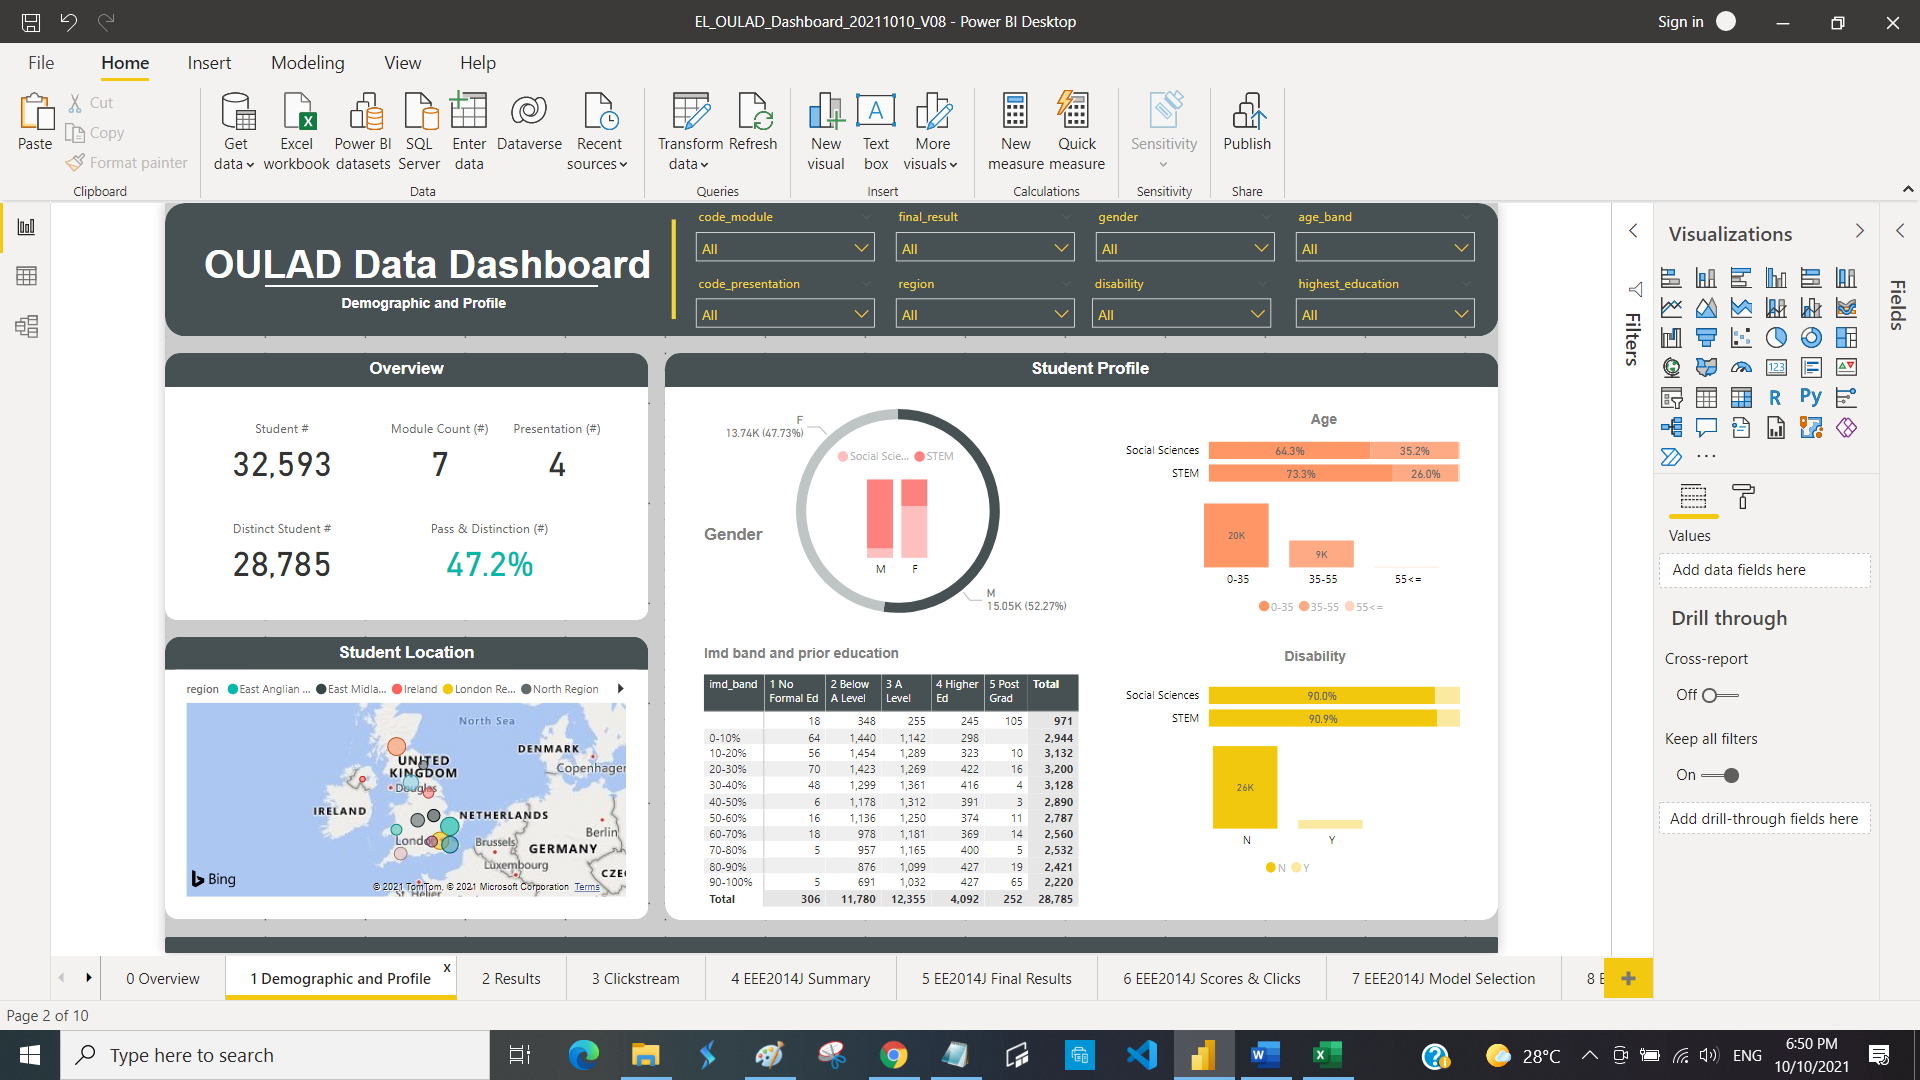 EL_OULAD_Dashboard_20211010_V08 - Power BI Desktop
Sign in
File Home Insert Modeling View Help
Paste
Cut
Copy
Format painter
Clipboard
Get data
Excel workbook
Power BI datasets
SQL Server
Enter data
Dataverse
Recent sources
Data
Transform data
Refresh
Queries
New visual
Text box
More visuals
Insert
New measure
Quick measure
Calculations
Sensitivity
Sensitivity
Publish
Share
OULAD Data Dashboard
Demographic and Profile
code_module final_result gender age_band
All All All All
code_presentation region disability highest_education
All All All All
Overview
Student # Module Count (#) Presentation (#)
32,593 7 4
Distinct Student # Pass & Distinction (#)
28,785 47.2%
Student Location
region East Anglian ... East Midla... Ireland London Re... North Region
North Sea
DENMARK
Copenhagen
UNITED KINGDOM
Douglas
IRELAND
NETHERLANDS
Berlin
London
Brussels
GERMANY
Luxembourg
CZE
St. Helier
Bing
© 2021 TomTom, © 2021 Microsoft Corporation Terms
Student Profile
Gender
F
13.74K (47.73%)
Social Scie... STEM
M F
M
15.05K (52.27%)
Age
Social Sciences 64.3% 35.2%
STEM 73.3% 26.0%
20K 9K
0-35 35-55 55<=
0-35 35-55 55<=
Imd band and prior education
imd_band 1 No Formal Ed 2 Below A Level 3 A Level 4 Higher Ed 5 Post Grad Total
18 348 255 245 105 971
0-10% 64 1,440 1,142 298 2,944
10-20% 56 1,454 1,289 323 10 3,132
20-30% 70 1,423 1,269 422 16 3,200
30-40% 48 1,299 1,361 416 4 3,128
40-50% 6 1,178 1,312 391 3 2,890
50-60% 16 1,136 1,250 374 11 2,787
60-70% 18 978 1,181 369 14 2,560
70-80% 5 957 1,165 400 5 2,532
80-90% 876 1,099 427 19 2,421
90-100% 5 691 1,032 427 65 2,220
Total 306 11,780 12,355 4,092 252 28,785
Disability
Social Sciences 90.0%
STEM 90.9%
26K
N Y
N Y
Filters
Visualizations
123
R Py
Values
Add data fields here
Drill through
Cross-report
Off
Keep all filters
On
Add drill-through fields here
Fields
0 Overview
1 Demographic and Profile x
2 Results
3 Clickstream
4 EEE2014J Summary
5 EE2014J Final Results
6 EEE2014J Scores & Clicks
7 EEE2014J Model Selection
8 E
Page 2 of 10
Type here to search
28°C
ENG
6:50 PM
10/10/2021